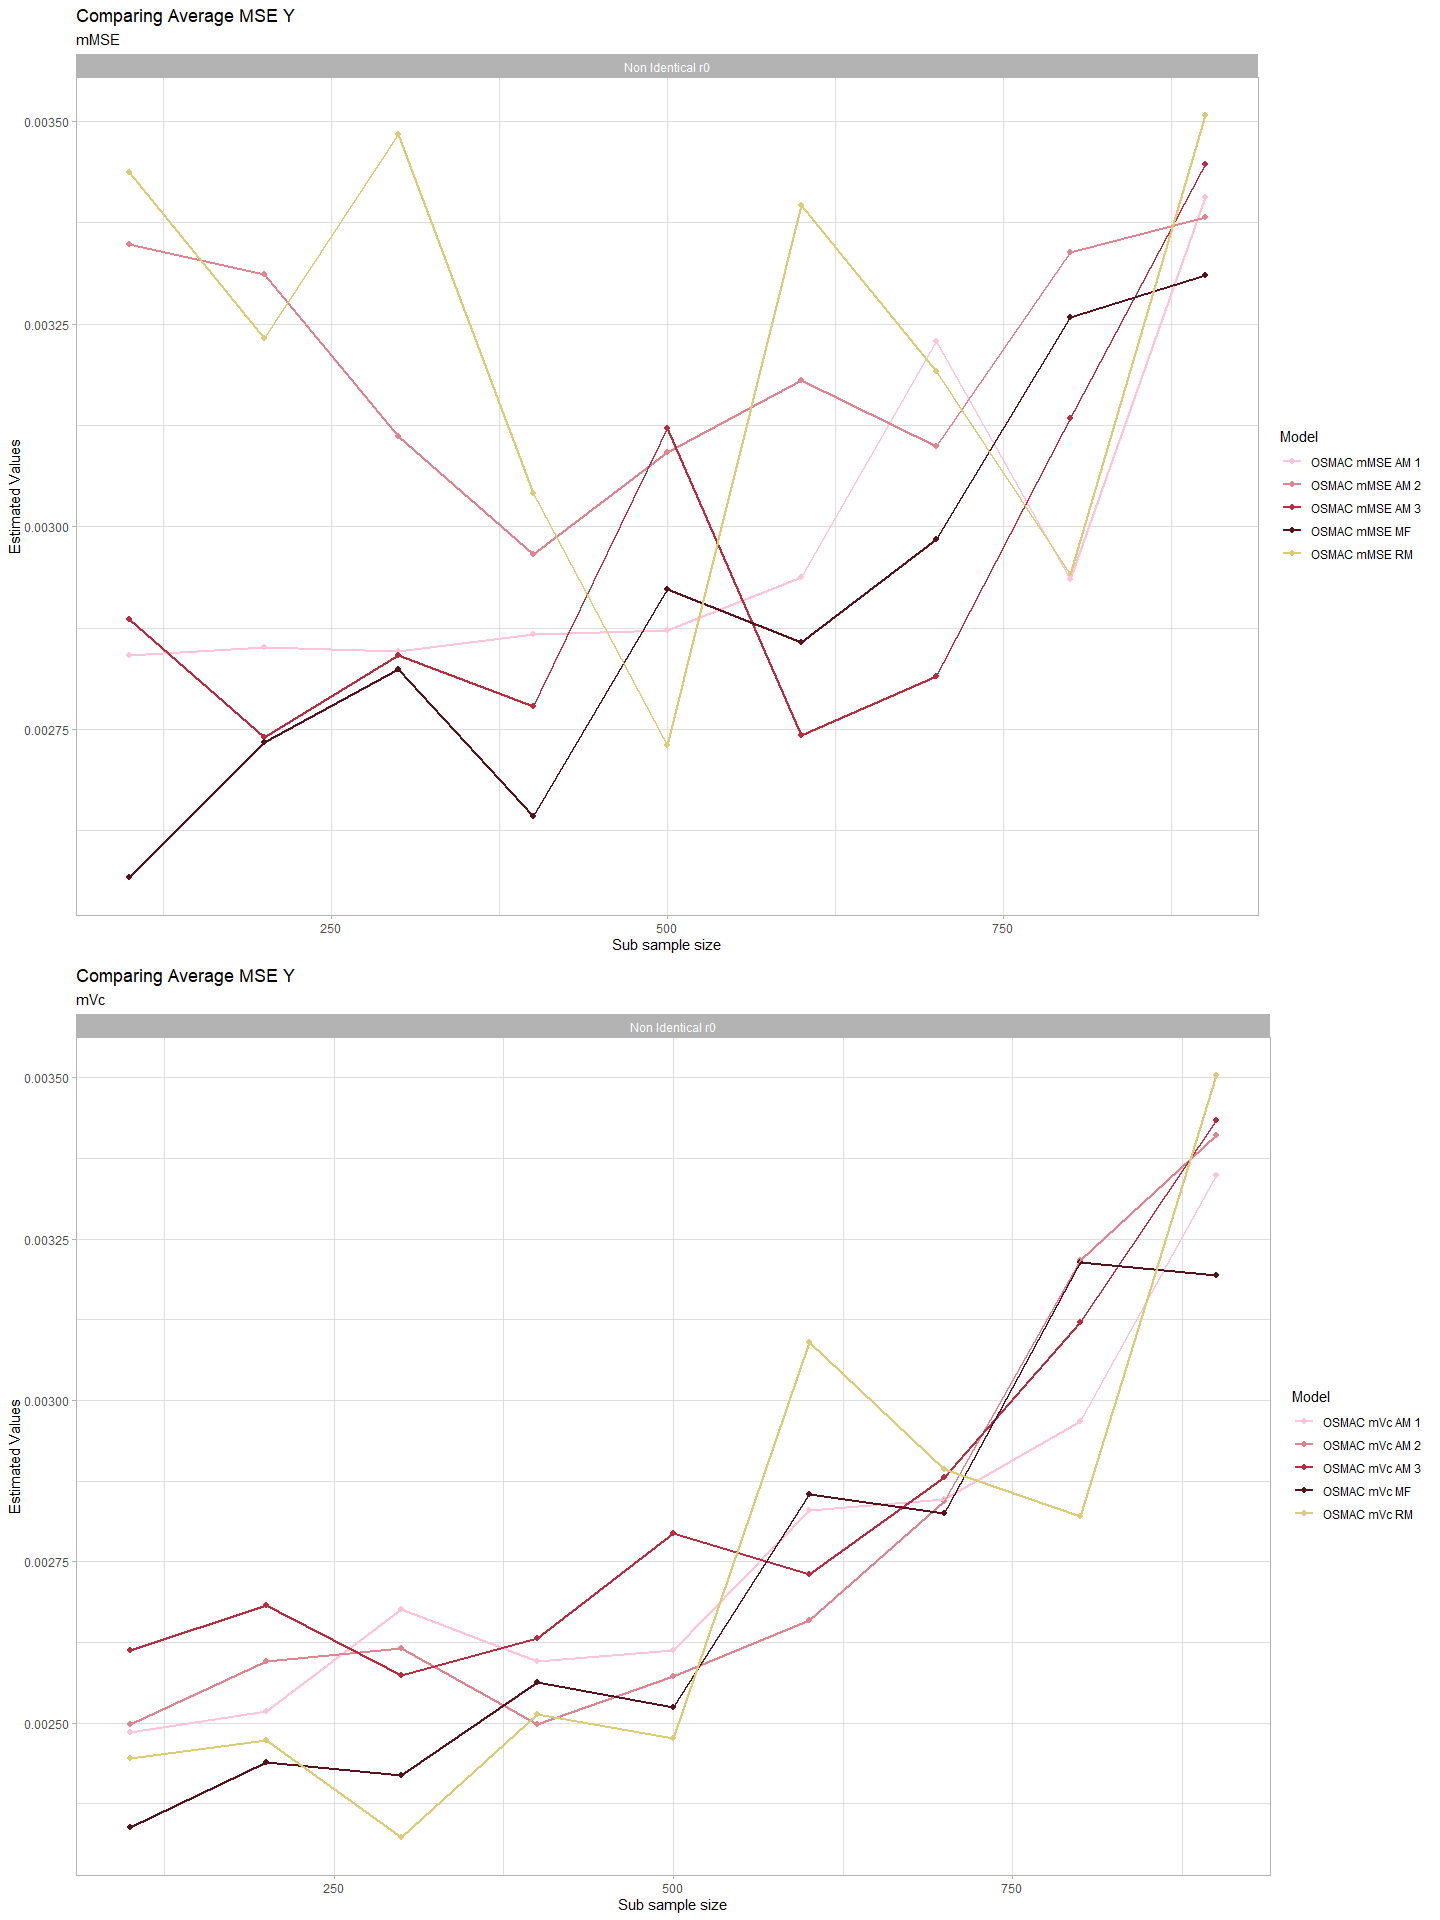 Comparing Average MSE Y
mMSE
Non Identical r0
0.00350
0.00325
0.00300
0.00275
Estimated Values
250
500
750
Sub sample size
Model
OSMAC mMSE AM 1
OSMAC mMSE AM 2
OSMAC mMSE AM 3
OSMAC mMSE MF
OSMAC mMSE RM
Comparing Average MSE Y
mVc
Non Identical r0
0.00350
0.00325
0.00300
0.00275
0.00250
Estimated Values
250
500
750
Sub sample size
Model
OSMAC mVc AM 1
OSMAC mVc AM 2
OSMAC mVc AM 3
OSMAC mVc MF
OSMAC mVc RM